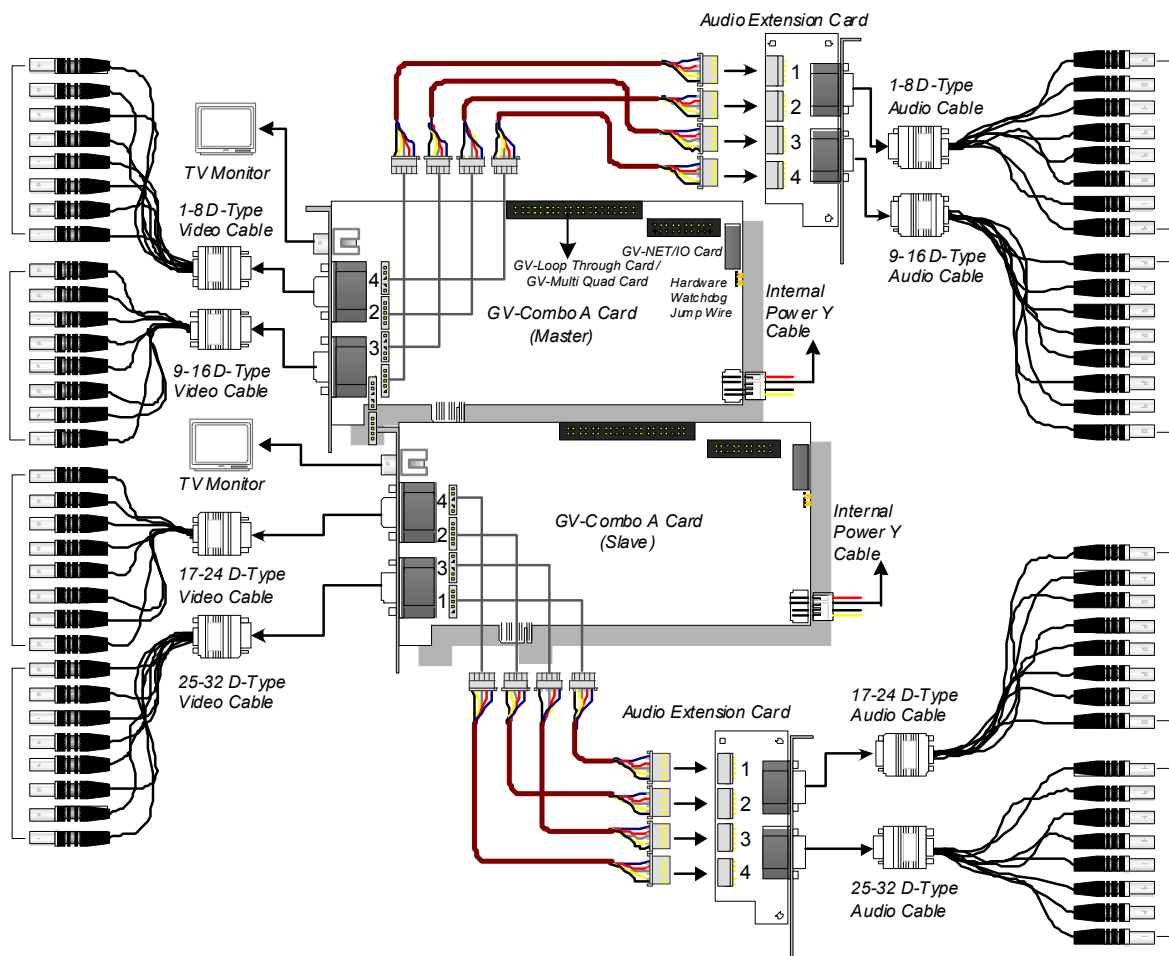 Audio Extension Card
1
2
3
4
1-8 D-Type
Audio Cable
9-16 D-Type
Audio Cable
TV Monitor
1-8 D-Type
Video Cable
9-16 D-Type
Video Cable
4
2
3
GV-Loop Through Card /
GV-Multi Quad Card
GV-NET/IO Card
Hardware
Watchdog
Jump Wire
GV-Combo A Card
(Master)
Internal
Power Y
Cable
TV Monitor
17-24 D-Type
Video Cable
25-32 D-Type
Video Cable
4
2
3
1
GV-Combo A Card
(Slave)
Internal
Power Y
Cable
Audio Extension Card
1
2
3
4
17-24 D-Type
Audio Cable
25-32 D-Type
Audio Cable